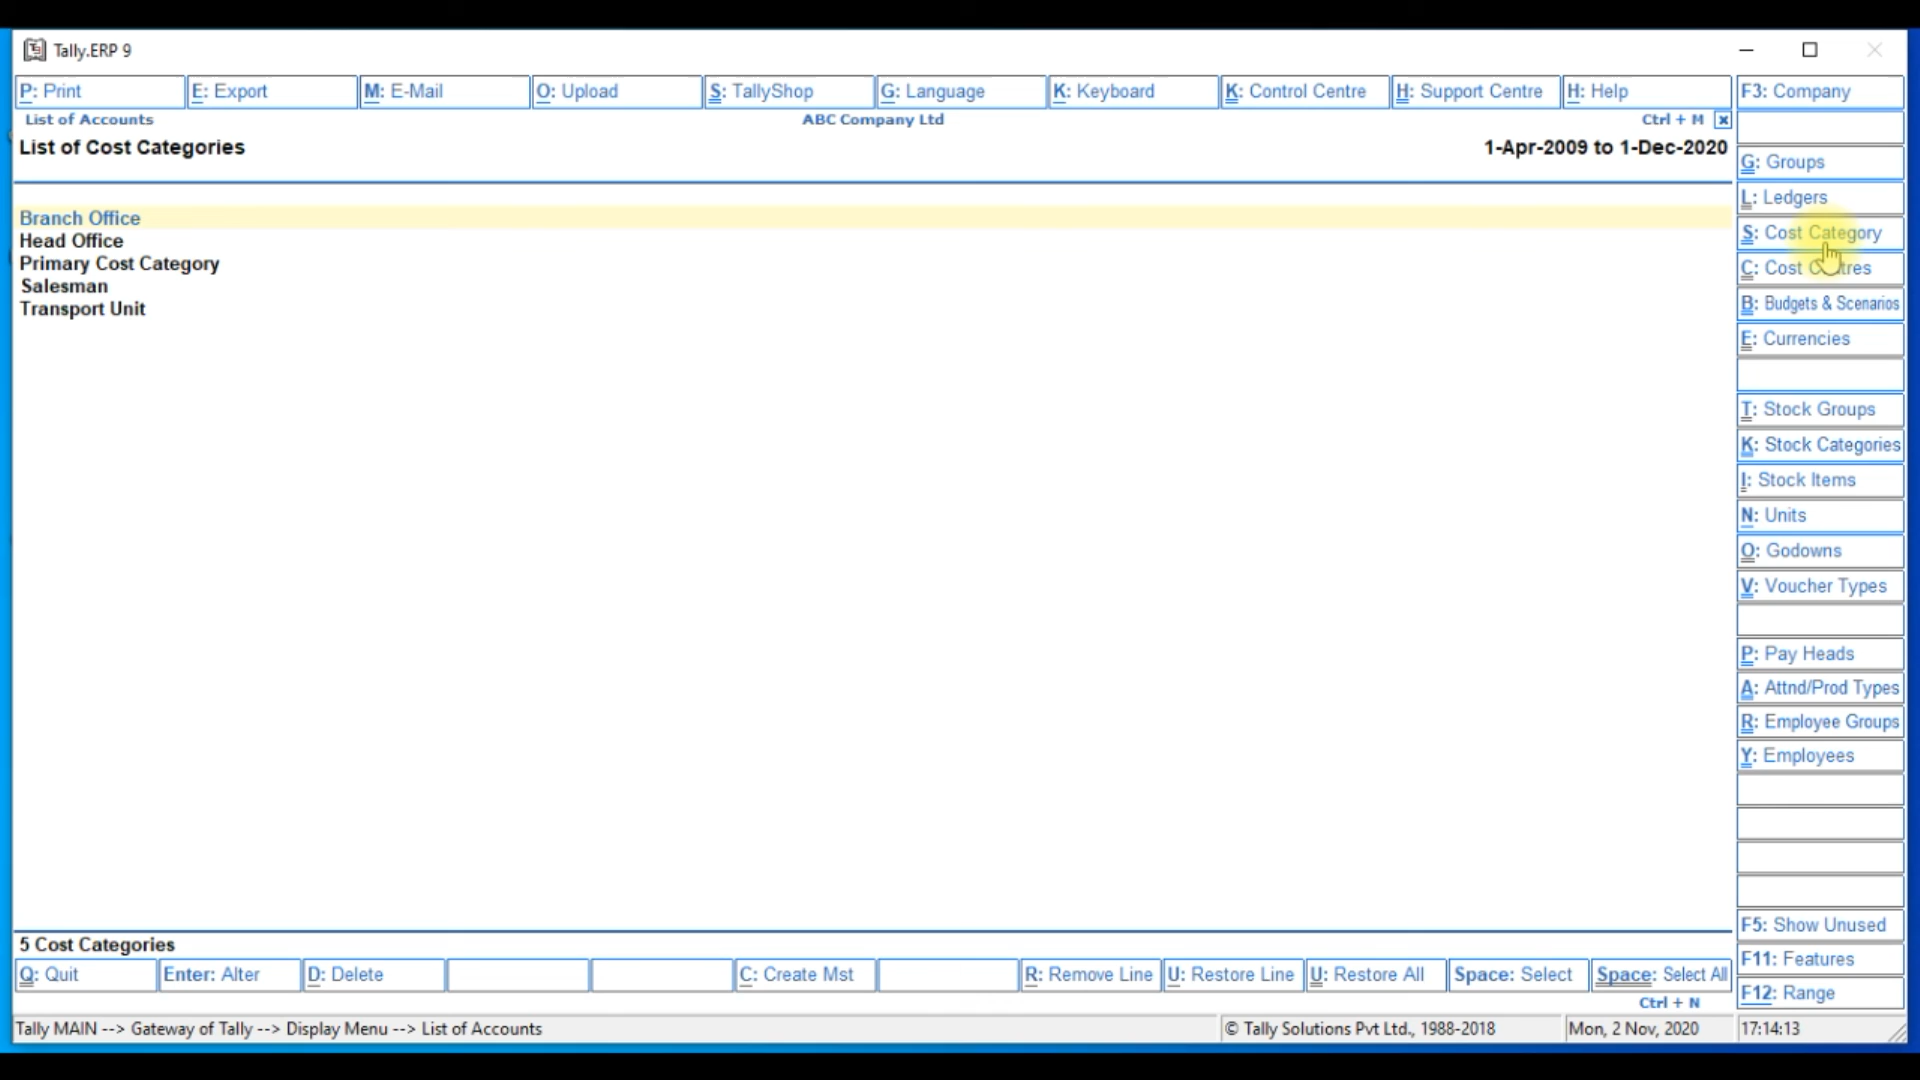 Tally.ERP 9
P: Print E: Export M: E-Mail O: Upload S: TallyShop G: Language K: Keyboard K: Control Centre H: Support Centre H: Help F3: Company
List of Accounts ABC Company Ltd Ctrl + M
List of Cost Categories 1-Apr-2009 to 1-Dec-2020
G: Groups
L: Ledgers
Branch Office
Head Office
Primary Cost Category
Salesman
Transport Unit
S: Cost Category
C: Cost
B: Budgets & Scenarios
E: Currencies
T: Stock Groups
K: Stock Categories
I: Stock Items
N: Units
O: Godowns
V: Voucher Types
P: Pay Heads
A: Attnd/Prod Types
R: Employee Groups
Y: Employees
F5: Show Unused
F11: Features
F12: Range
5 Cost Categories
Q: Quit Enter: Alter D: Delete C: Create Mst R: Remove Line U: Restore Line U: Restore All Space: Select Space: Select All
Ctrl + N
Tally MAIN --> Gateway of Tally --> Display Menu --> List of Accounts © Tally Solutions Pvt Ltd., 1988-2018 Mon, 2 Nov, 2020 17:14:13